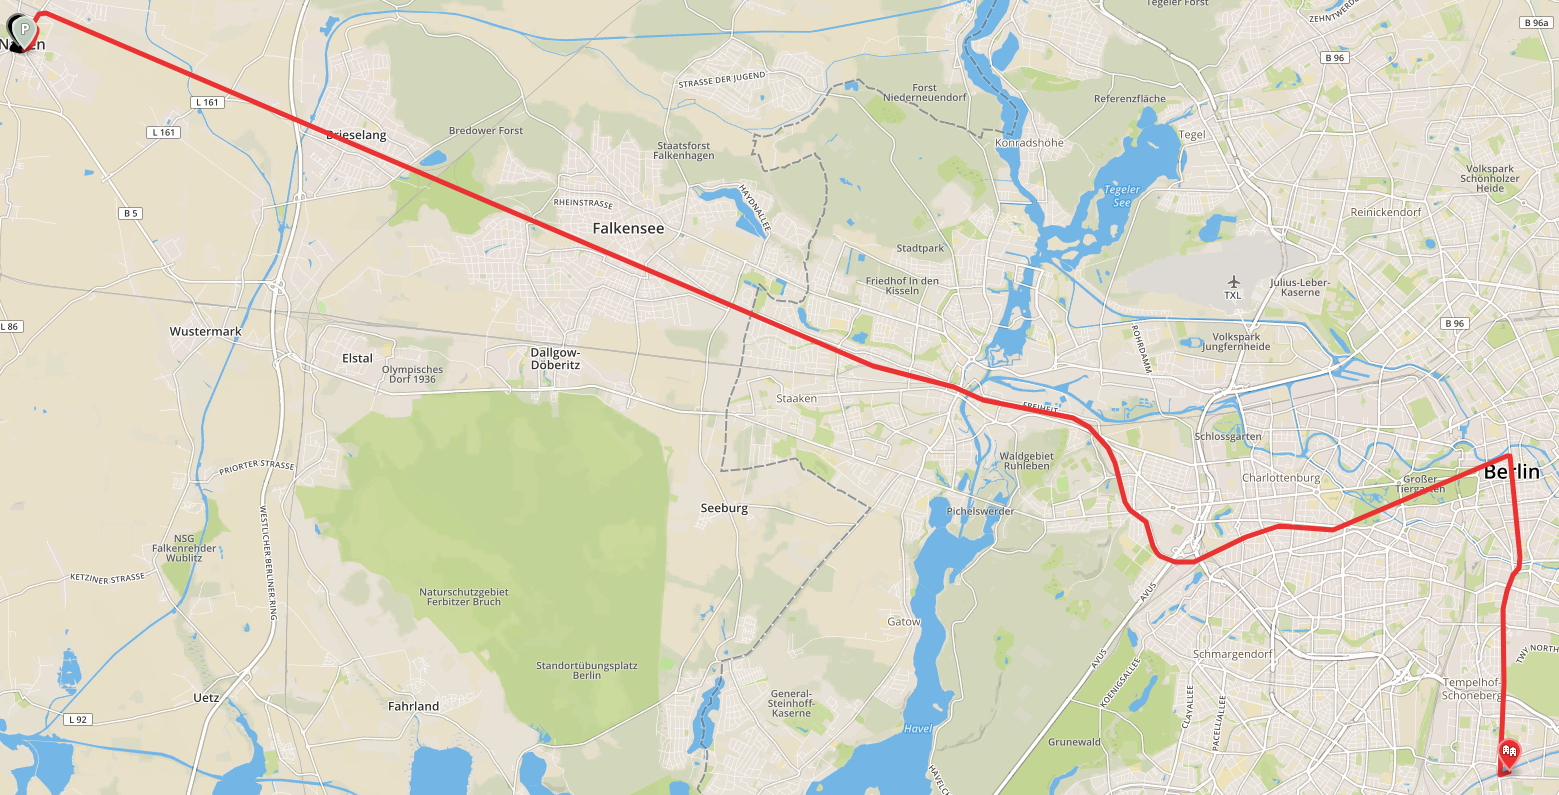 Tegeler Forst
ZEHNTWERDE
B 96a
P
Nauen
B 96
STRASSE DER JUGEND
Forst
Niederneuendorf
Referenzfläche
L 161
L 161
Brieselang
Bredower Forst
Staatsforst
Falkenhagen
Konradshöhe
Tegel
Volkspark
Schönholzer
Heide
Tegeler
See
HAYDNALLEE
RHEINSTRASSE
B 5
Reinickendorf
Falkensee
Stadtpark
Friedhof In den
Kisseln
TXL
Julius-Leber-
Kaserne
L 86
Wustermark
B 96
ROHRDAMM
Volkspark
Jungfernheide
Elstal
Dallgow-
Döberitz
Olympisches
Dorf 1936
Staaken
FREIHEIT
Schlossgarten
Waldgebiet
Ruhleben
PRIORTER STRASSE
Charlottenburg
Großer
Tiergarten
Berlin
Seeburg
Pichelswerder
WESTLICHER BERLINER RING
NSG
Falkenrehder
Wublitz
KETZINER STRASSE
Naturschutzgebiet
Ferbitzer Bruch
AVUS
Gatow
AVUS
Schmargendorf
TWY NORTH
Standortübungsplatz
Berlin
KOENIGSALLEE
CLAYALLEE
PACELLIALLEE
Tempelhof-
Schöneberg
General-
Steinhoff-
Kaserne
Uetz
Fahrland
L 92
Havel
Grunewald
HAVELCH